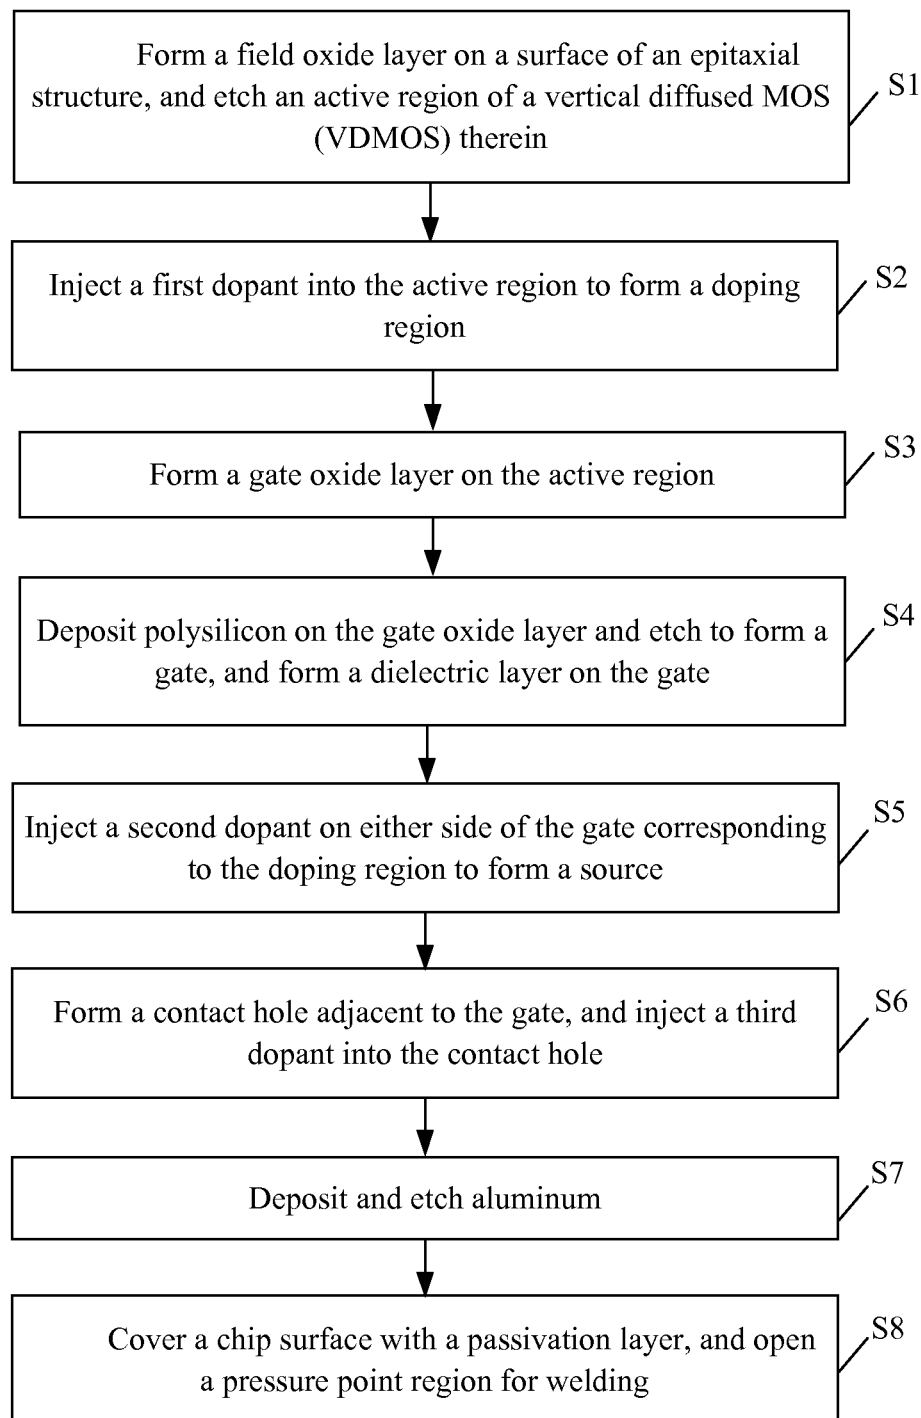 Form a field oxide layer on a surface of an epitaxial
structure, and etch an active region of a vertical diffused MOS
(VDMOS) therein
S1
Inject a first dopant into the active region to form a doping
region
S2
Form a gate oxide layer on the active region
S3
Deposit polysilicon on the gate oxide layer and etch to form a
gate, and form a dielectric layer on the gate
S4
Inject a second dopant on either side of the gate corresponding
to the doping region to form a source
S5
Form a contact hole adjacent to the gate, and inject a third
dopant into the contact hole
S6
Deposit and etch aluminum
S7
Cover a chip surface with a passivation layer, and open
a pressure point region for welding
S8